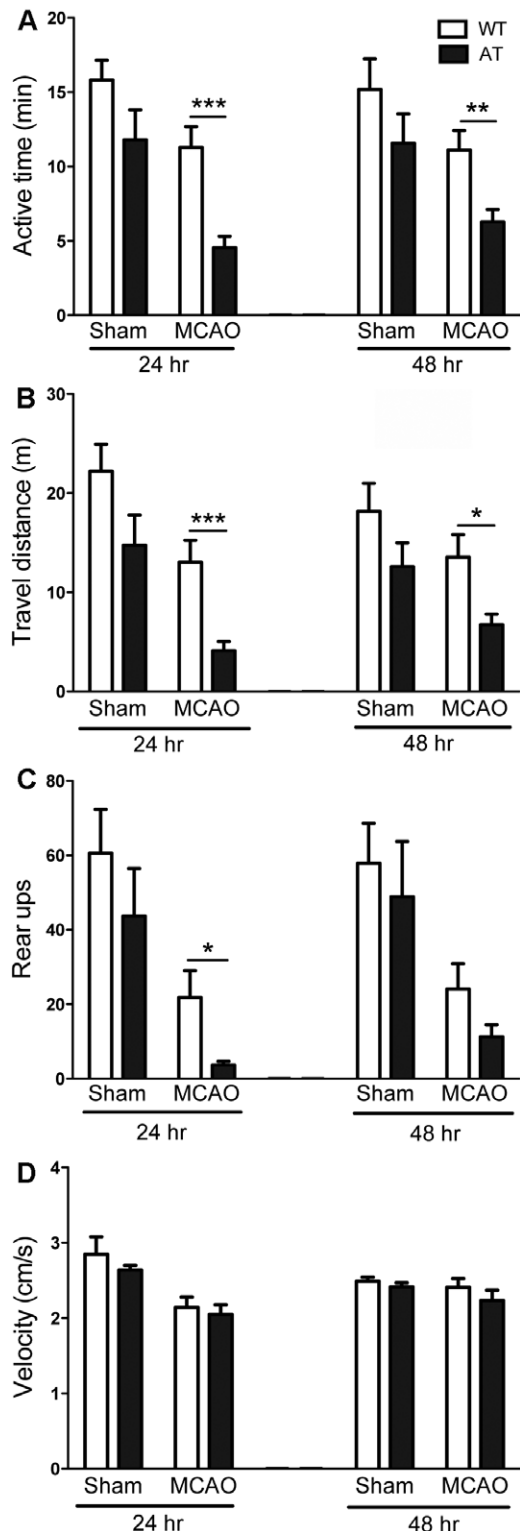 A
WT
AT
Active time (min)
20
15
10
5
0
***
**
Sham MCAO Sham MCAO
24 hr 48 hr
B
Travel distance (m)
30
20
10
0
***
*
Sham MCAO Sham MCAO
24 hr 48 hr
C
Rear ups
80
60
40
20
0
*
Sham MCAO Sham MCAO
24 hr 48 hr
D
Velocity (cm/s)
4
3
2
1
0
Sham MCAO Sham MCAO
24 hr 48 hr